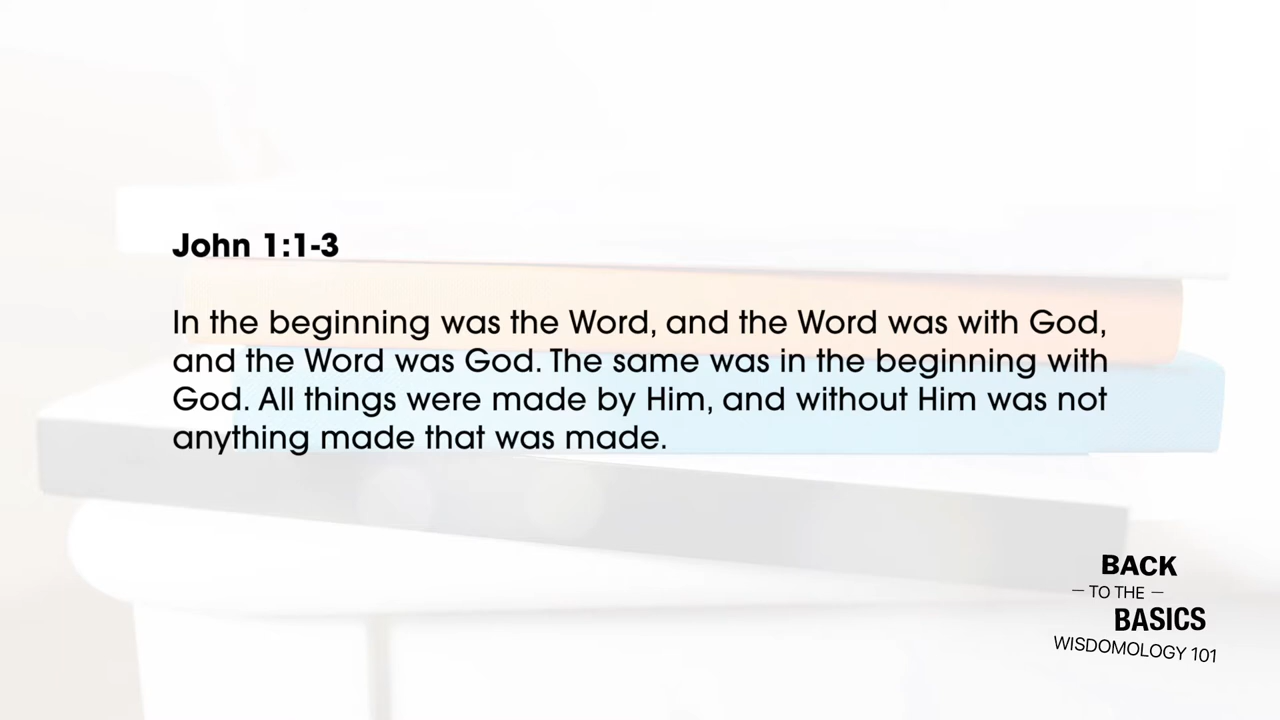 John 1:1-3
In the beginning was the Word, and the Word was with God,
and the Word was God. The same was in the beginning with
God. All things were made by Him, and without Him was not
anything made that was made.
BACK
– TO THE –
BASICS
WISDOMOLOGY 101